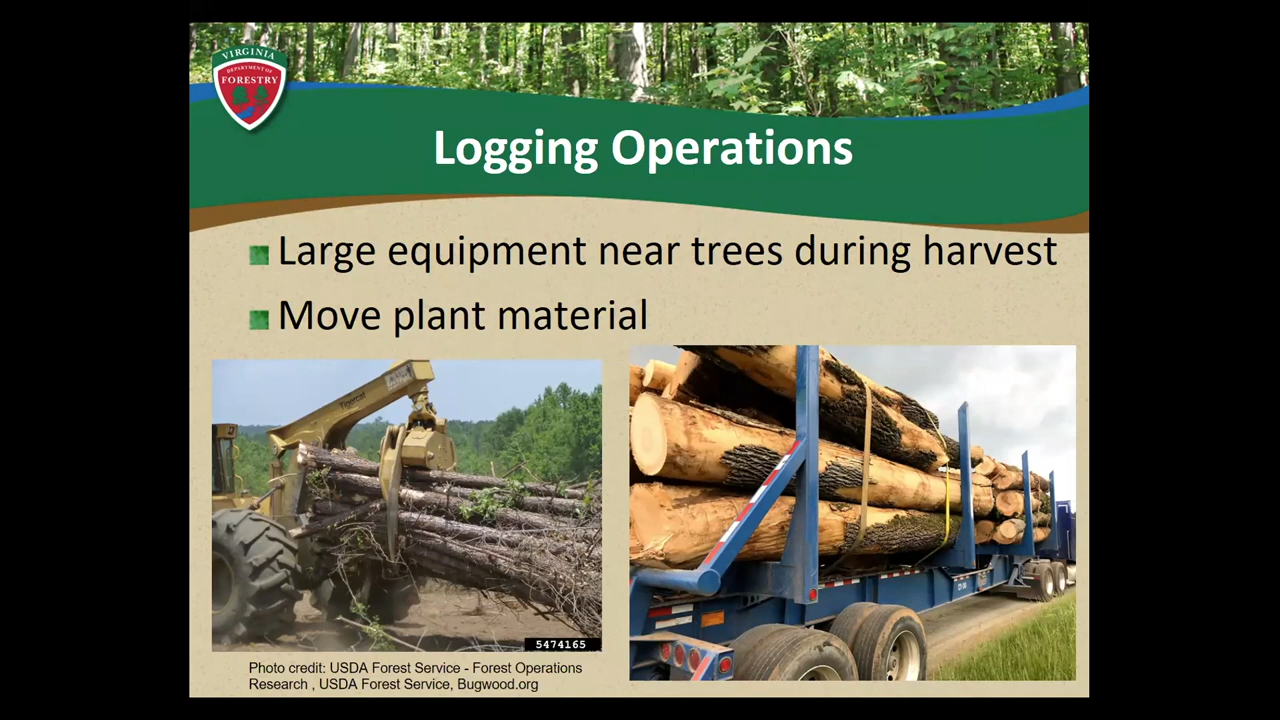 VIRGINIA
DEPARTMENT OF
FORESTRY
Logging Operations
Large equipment near trees during harvest
Move plant material
Tigercat
5474165
Photo credit: USDA Forest Service - Forest Operations
Research , USDA Forest Service, Bugwood.org